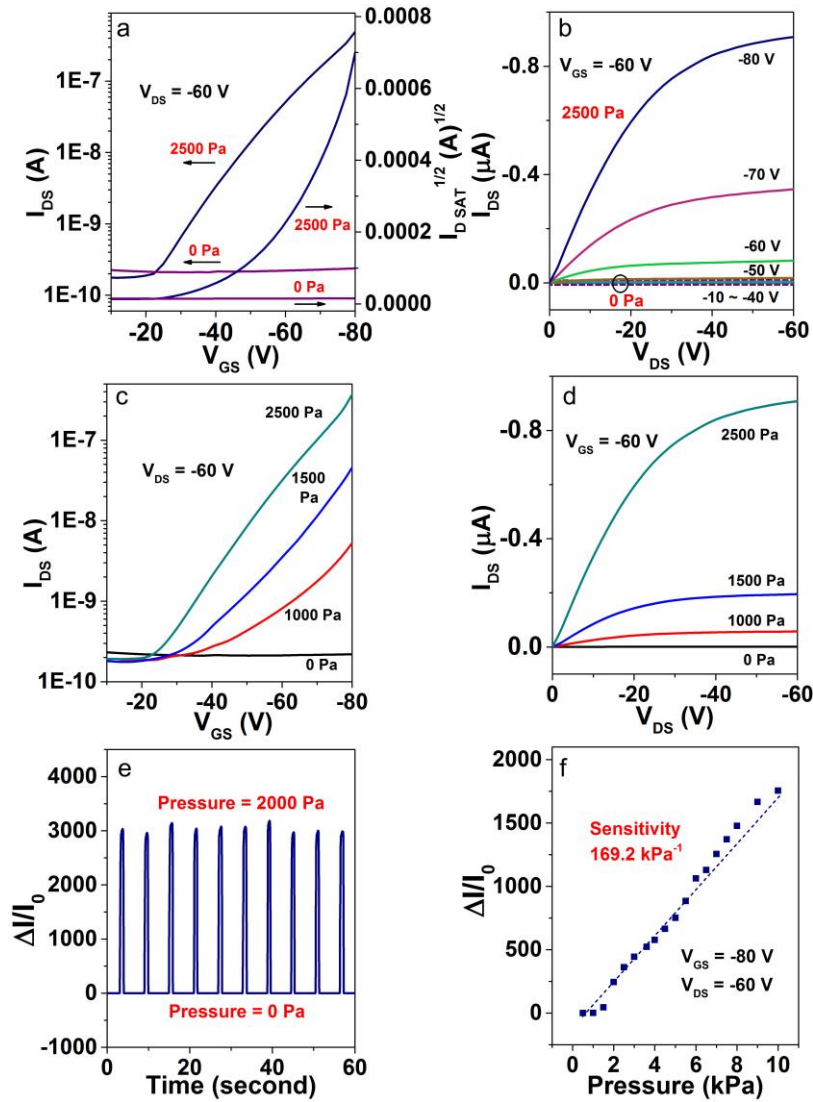 a
1E-7
1E-8
1E-9
1E-10
I_DS (A)
V_DS = -60 V
2500 Pa
0 Pa
2500 Pa
0 Pa
-20 -40 -60 -80
V_GS (V)
0.0008
0.0006
0.0004
0.0002
0.0000
I_D SAT^1/2 (A)^1/2
b
-0.8
-0.4
0.0
I_DS (μA)
V_GS = -60 V
-80 V
2500 Pa
-70 V
-60 V
-50 V
-10 ~ -40 V
0 Pa
0 -20 -40 -60
V_DS (V)
c
1E-7
1E-8
1E-9
1E-10
I_DS (A)
2500 Pa
V_DS = -60 V
1500
Pa
1000 Pa
0 Pa
-20 -40 -60 -80
V_GS (V)
d
-0.8
-0.4
0.0
I_DS (μA)
V_GS = -60 V
2500 Pa
1500 Pa
1000 Pa
0 Pa
0 -20 -40 -60
V_DS (V)
e
4000
3000
2000
1000
0
-1000
ΔI/I_0
Pressure = 2000 Pa
Pressure = 0 Pa
0 20 40 60
Time (second)
f
2000
1500
1000
500
0
ΔI/I_0
Sensitivity
169.2 kPa^-1
V_GS = -80 V
V_DS = -60 V
0 2 4 6 8 10
Pressure (kPa)